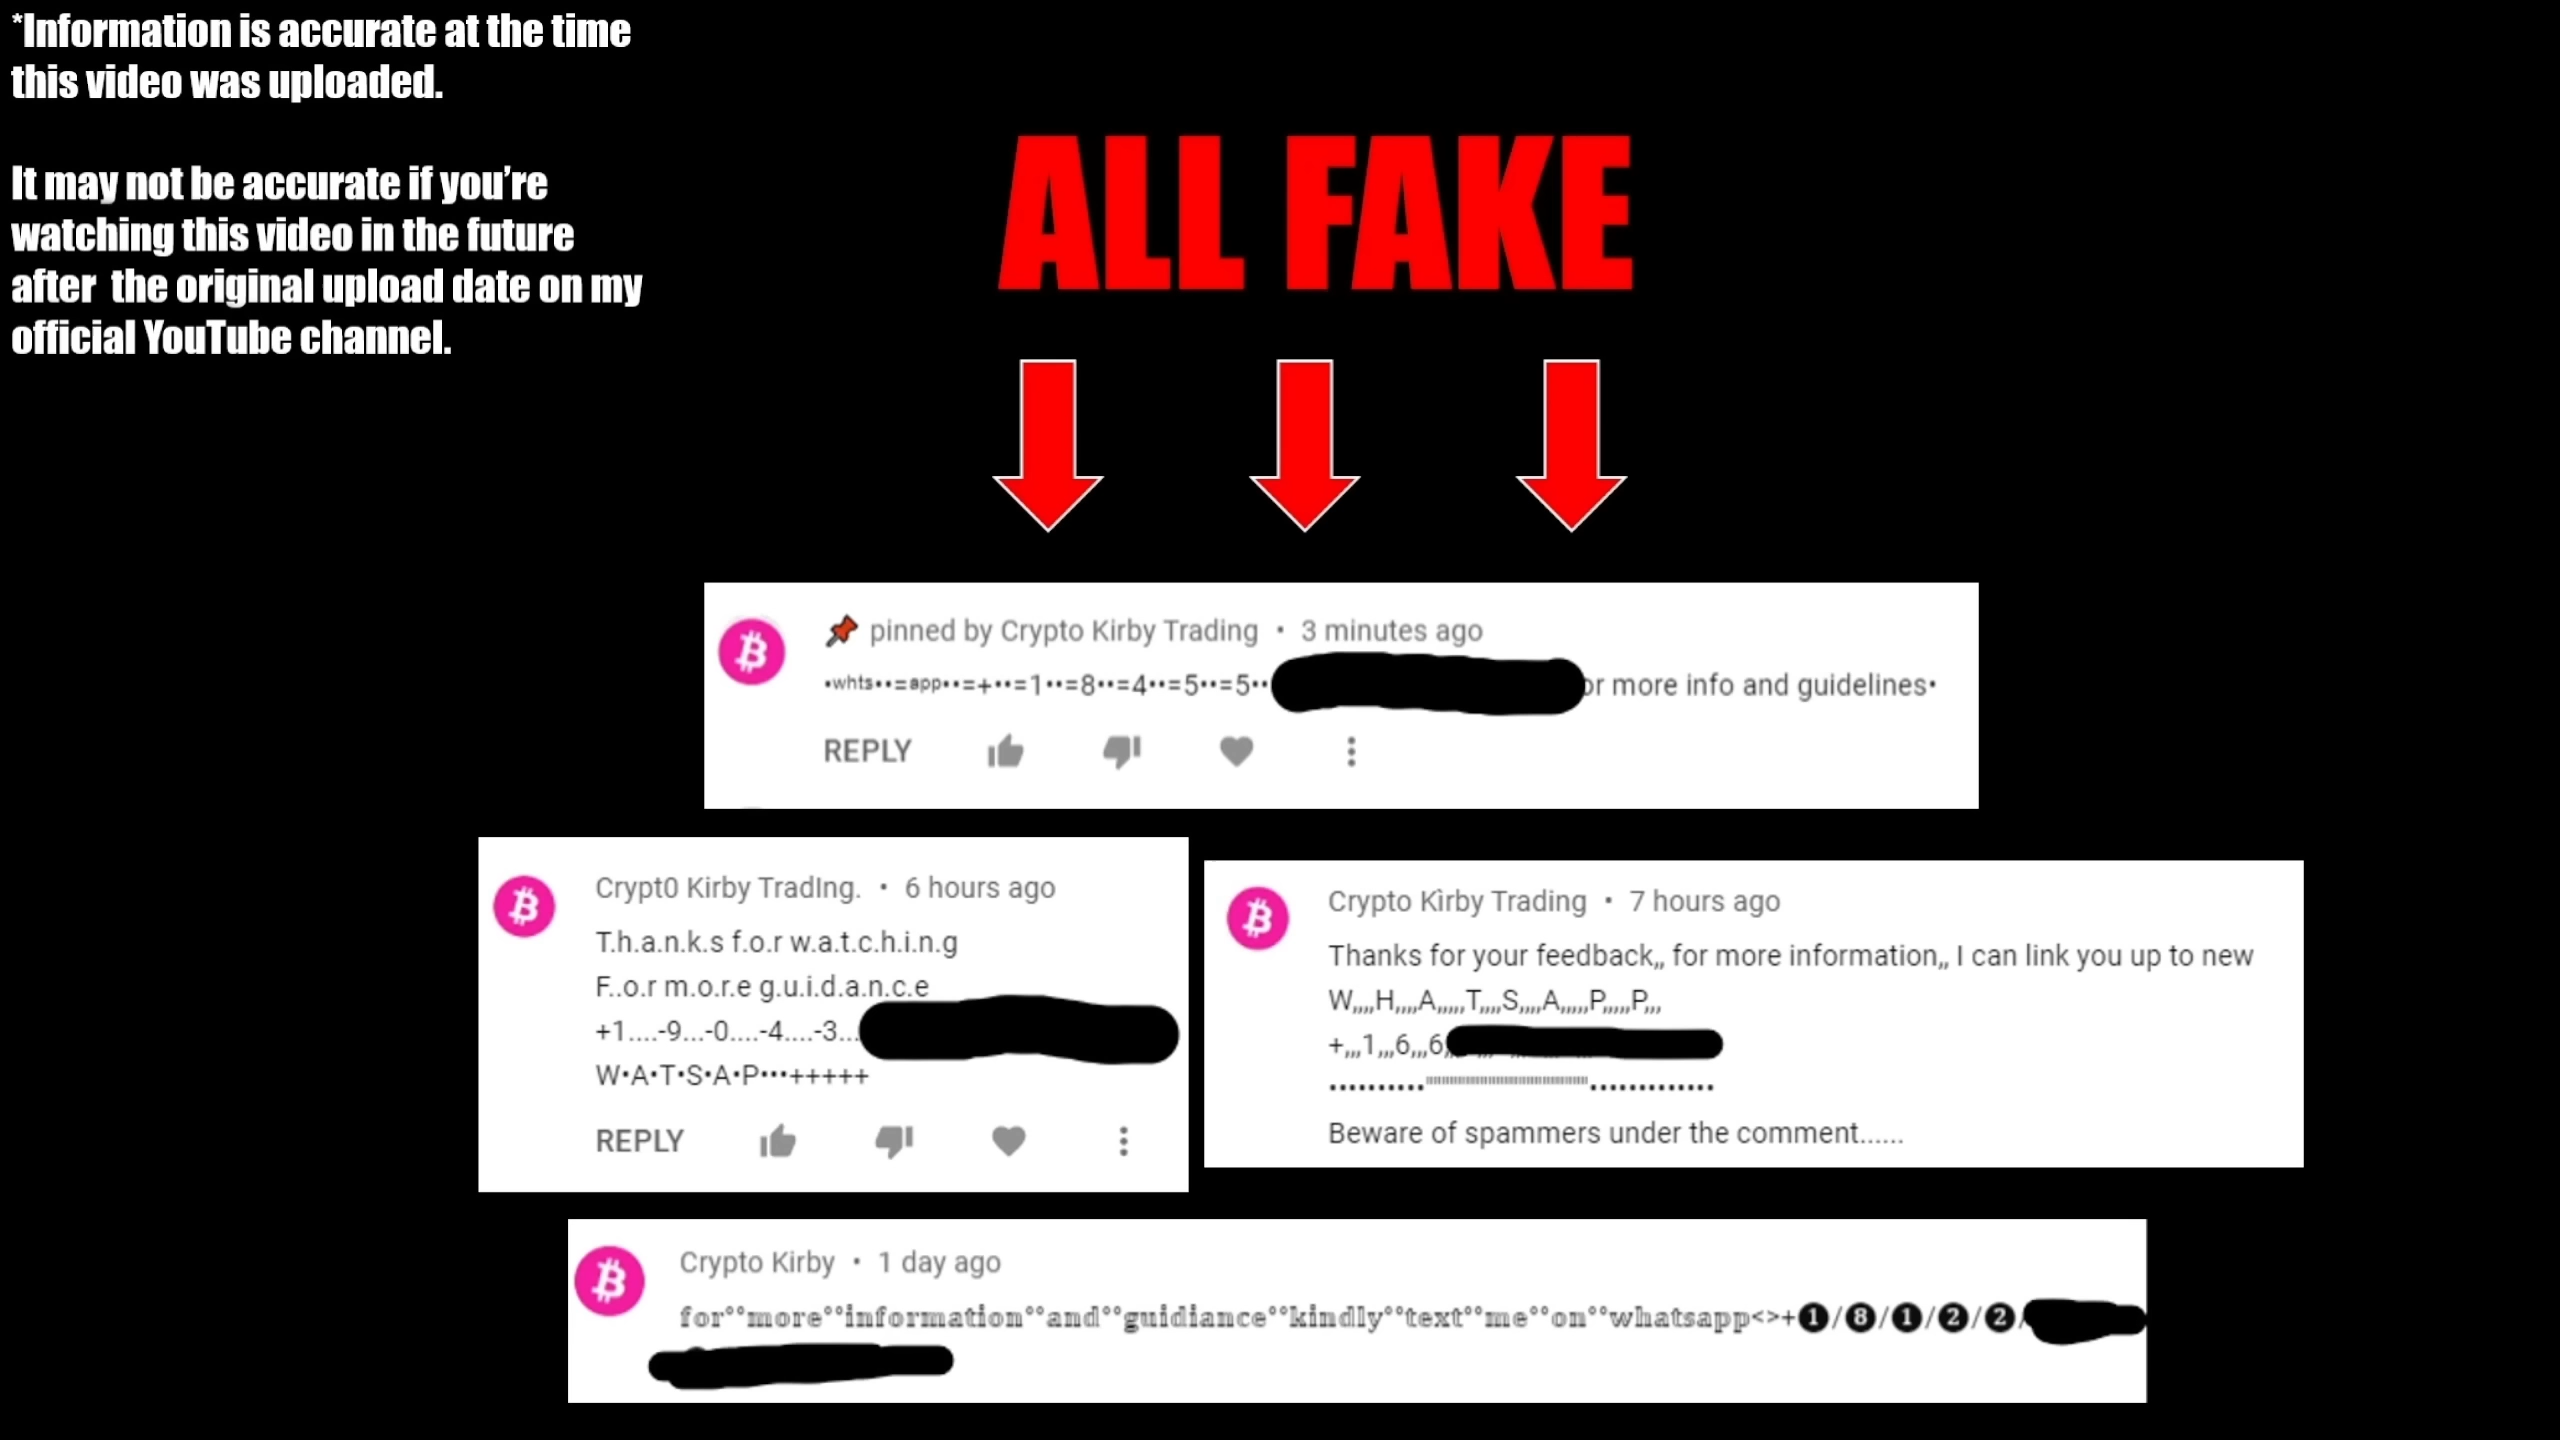 *Information is accurate at the time
this video was uploaded.
It may not be accurate if you’re
watching this video in the future
after the original upload date on my
official YouTube channel.
ALL FAKE
pinned by Crypto Kirby Trading • 3 minutes ago
•whts••=app••=+••=1••=8••=4••=5••=5•• or more info and guidelines•
REPLY
Crypt0 Kirby TradIng. • 6 hours ago
T.h.a.n.k.s f.o.r w.a.t.c.h.i.n.g
F..o.r m.o.r.e g.u.i.d.a.n.c.e
+1....-9...-0....-4....-3...
W•A•T•S•A•P•••+++++
REPLY
Crypto Kìrby Trading • 7 hours ago
Thanks for your feedback,, for more information,, I can link you up to new
W,,,,H,,,,A,,,,,T,,,,S,,,,A,,,,,P,,,,,P,,,
+,,,1,,,6,,,6
Beware of spammers under the comment......
Crypto Kirby • 1 day ago
for°°more°°information°°and°°guidiance°°kindly°°text°°me°°on°°whatsapp<>+❶/❽/❶/❷/❷/